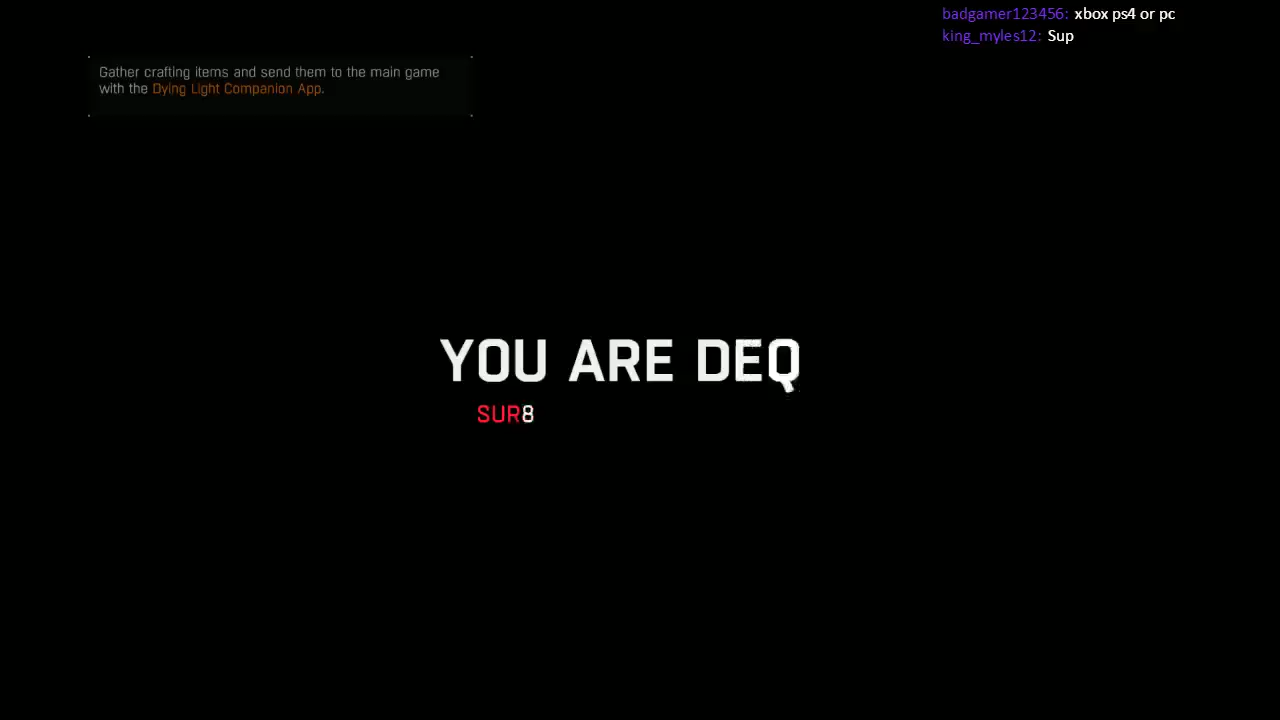 badgamer123456: xbox ps4 or pc
king_myles12: Sup
Gather crafting items and send them to the main game
with the Dying Light Companion App.
YOU ARE DEQ
SUR8